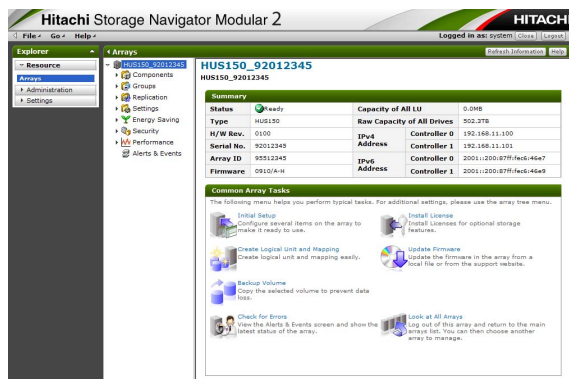 Hitachi Storage Navigator Modular 2
HITACHI
File Go Help
Logged in as: system Close Logout
Explorer
Arrays
Refresh Information Help
Resource
Arrays
Administration
Settings
HUS150_92012345
Components
Groups
Replication
Settings
Energy Saving
Security
Performance
Alerts & Events
HUS150_92012345
HUS150_92012345
Summary
Status Ready Capacity of All LU 0.0MB
Type HUS150 Raw Capacity of All Drives 502.3TB
H/W Rev. 0100 IPv4 Address Controller 0 192.168.11.100
Serial No. 92012345 Controller 1 192.168.11.101
Array ID 95512345 IPv6 Address Controller 0 2001::200:87ff:fec6:46e7
Firmware 0910/A-H Controller 1 2001::200:87ff:fec6:46e9
Common Array Tasks
The following menu helps you perform typical tasks. For additional settings, please use the array tree menu.
Initial Setup
Configure several items on the array to
make it ready to use.
Install License
Install Licenses for optional storage
features.
Create Logical Unit and Mapping
Create logical unit and mapping easily.
Update Firmware
Update the firmware in the array from a
local file or from the support website.
Backup Volume
Copy the selected volume to prevent data
loss.
Check for Errors
View the Alerts & Events screen and show the
latest status of the array.
Look at All Arrays
Log out of this array and return to the main
arrays list. You can then choose another
array to manage.